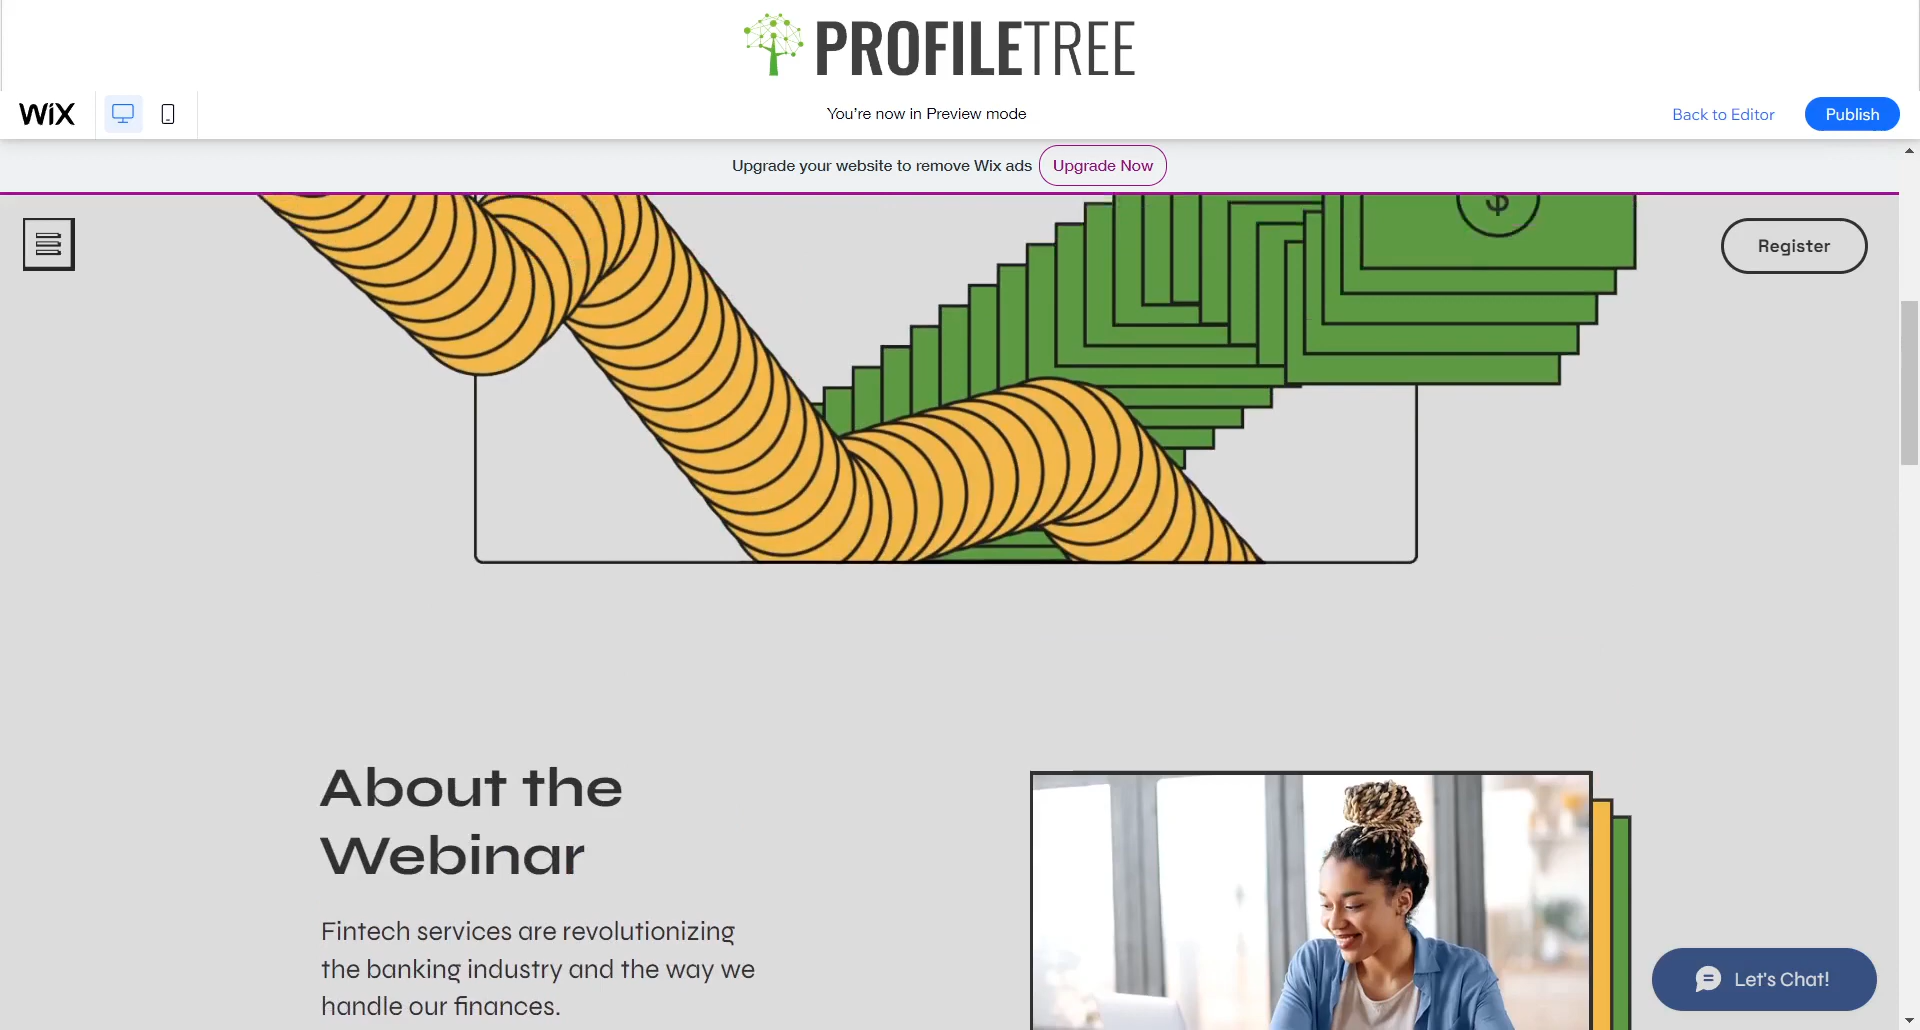 PROFILETREE
WiX
You're now in Preview mode
Back to Editor
Publish
Upgrade your website to remove Wix ads
Upgrade Now
$
Register
About the
Webinar
Fintech services are revolutionizing
the banking industry and the way we
handle our finances.
Let's Chat!